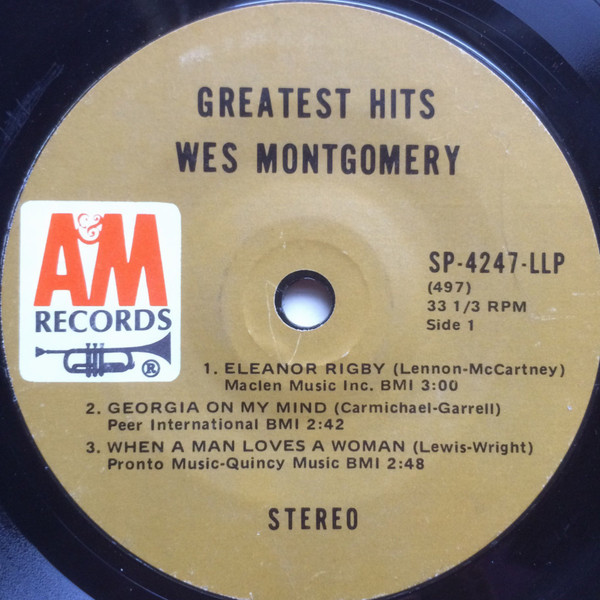 GREATEST HITS
WES MONTGOMERY
A&M
RECORDS
®
SP-4247-LLP
(497)
33 1/3 RPM
Side 1
1. ELEANOR RIGBY (Lennon-McCartney)
Maclen Music Inc. BMI 3:00
2. GEORGIA ON MY MIND (Carmichael-Garrell)
Peer International BMI 2:42
3. WHEN A MAN LOVES A WOMAN (Lewis-Wright)
Pronto Music-Quincy Music BMI 2:48
STEREO